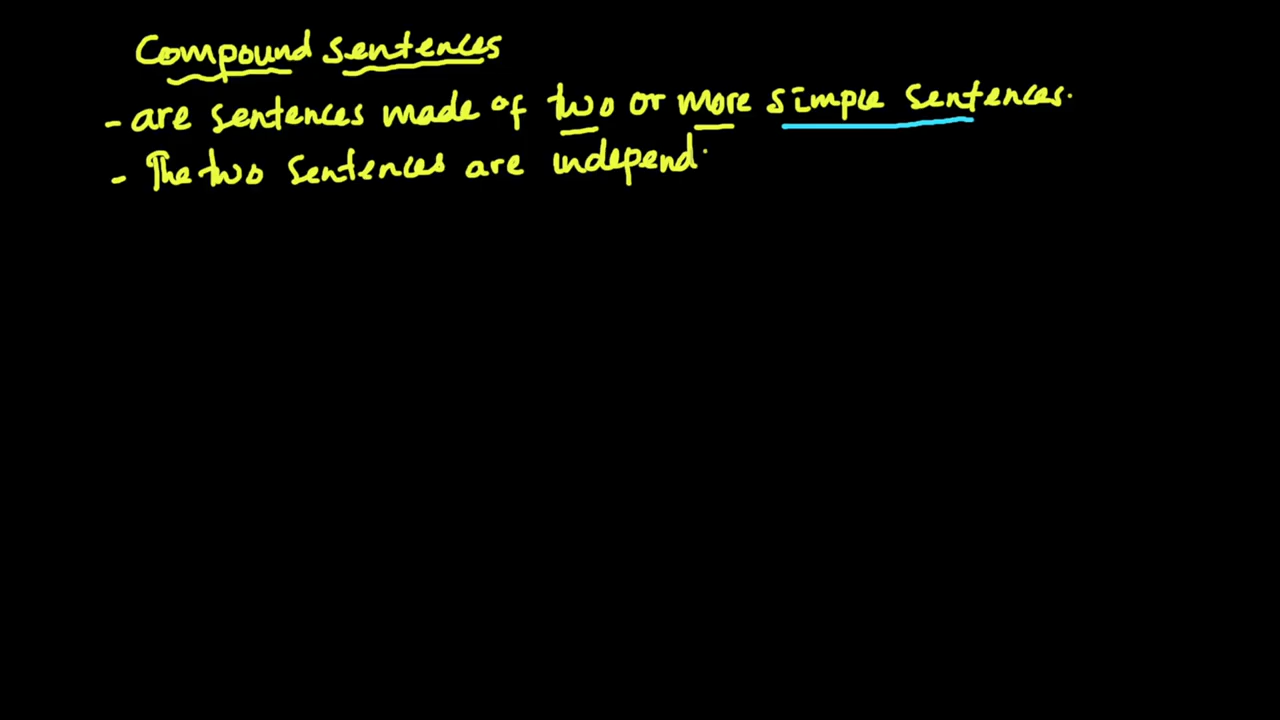 Compound sentences
- are sentences made of two or more simple sentences.
- The two sentences are independ